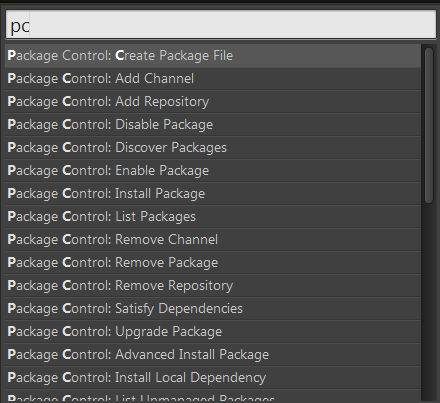 pc
Package Control: Create Package File
Package Control: Add Channel
Package Control: Add Repository
Package Control: Disable Package
Package Control: Discover Packages
Package Control: Enable Package
Package Control: Install Package
Package Control: List Packages
Package Control: Remove Channel
Package Control: Remove Package
Package Control: Remove Repository
Package Control: Satisfy Dependencies
Package Control: Upgrade Package
Package Control: Advanced Install Package
Package Control: Install Local Dependency
Package Control: List Unmanaged Packages